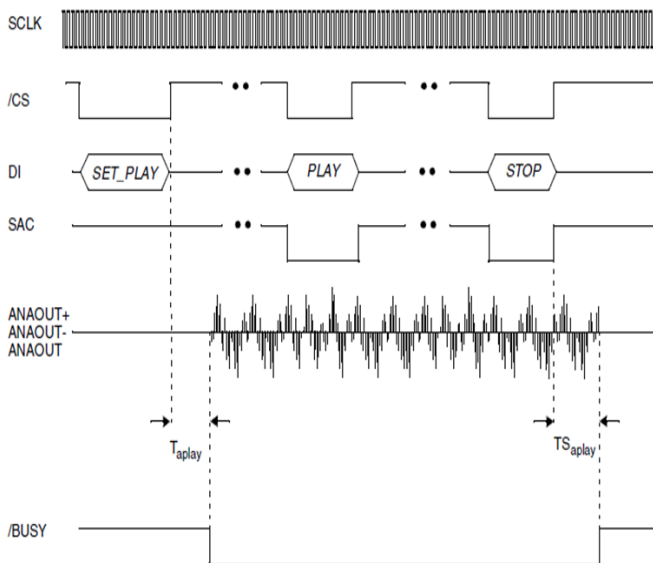 SCLK
/CS
DI SET_PLAY PLAY STOP
SAC
ANAOUT+
ANAOUT-
ANAOUT
Taplay TSaplay
/BUSY